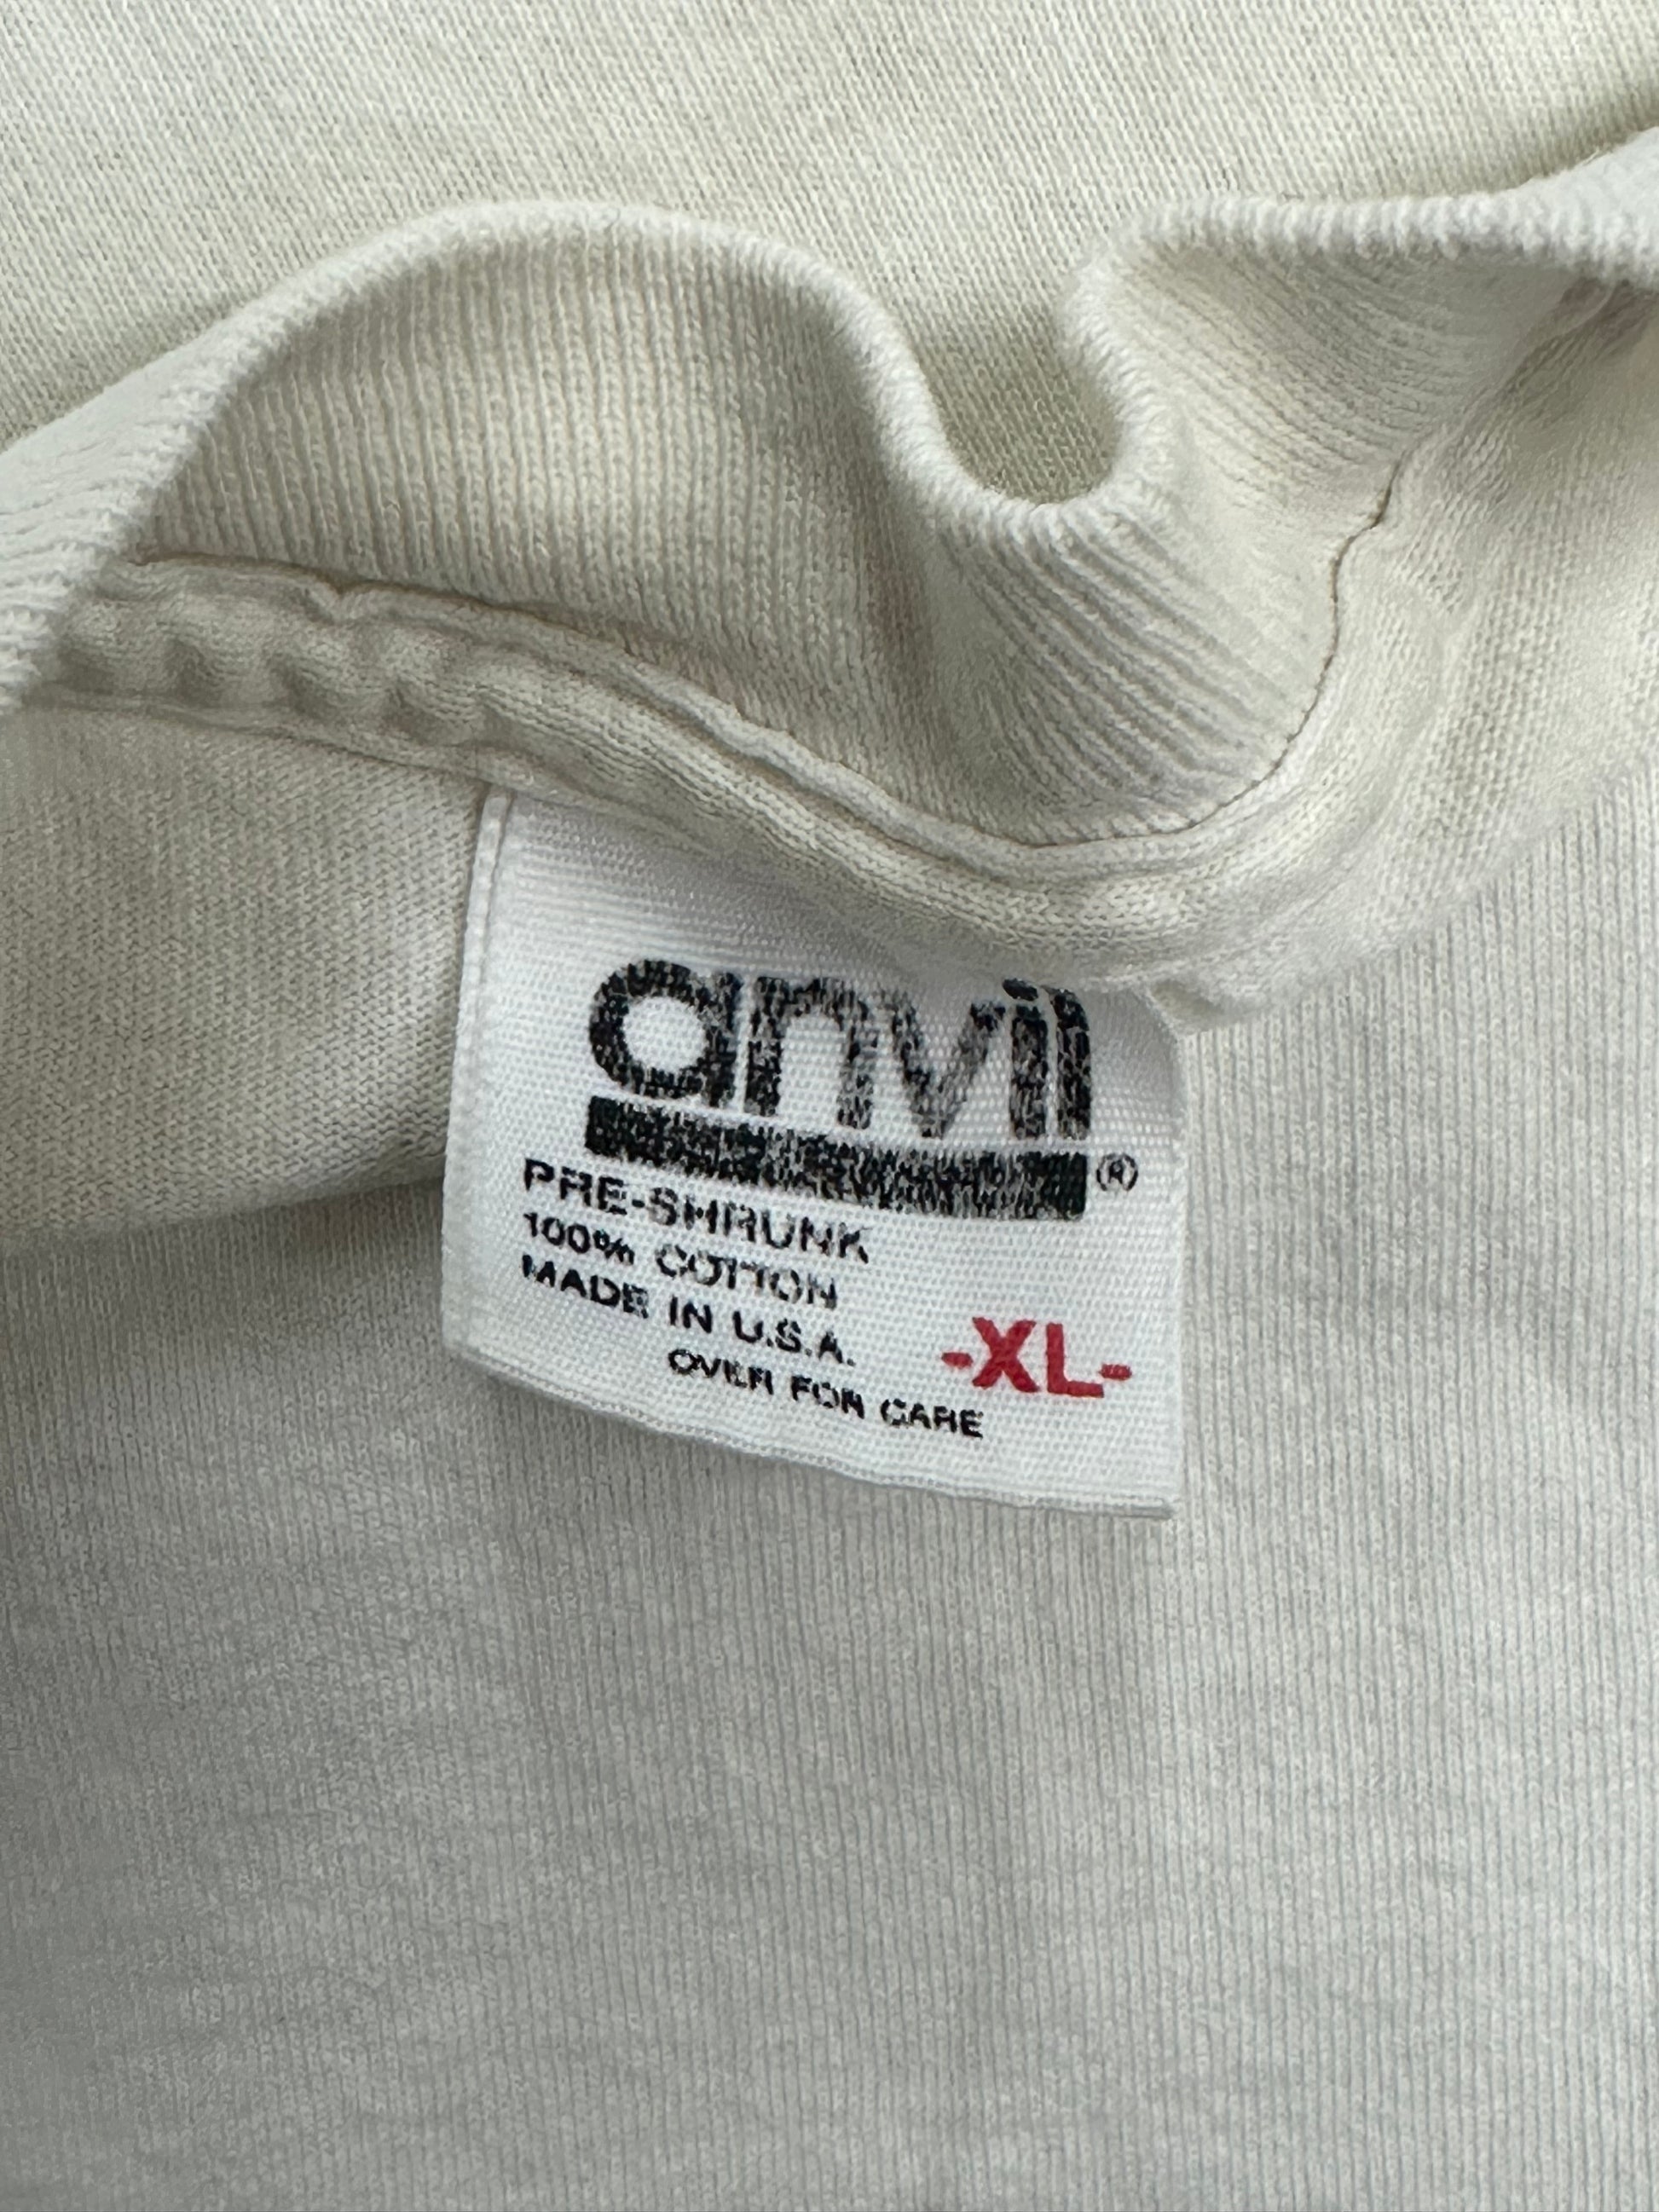 anvil®
PRE-SHRUNK
100% COTTON
MADE IN U.S.A.
-XL-
OVER FOR CARE